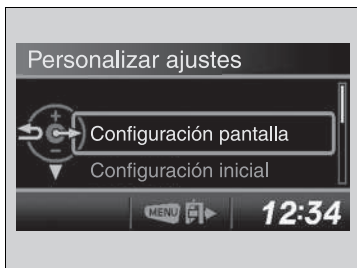 Personalizar ajustes
Configuración pantalla
Configuración inicial
MENU
12:34